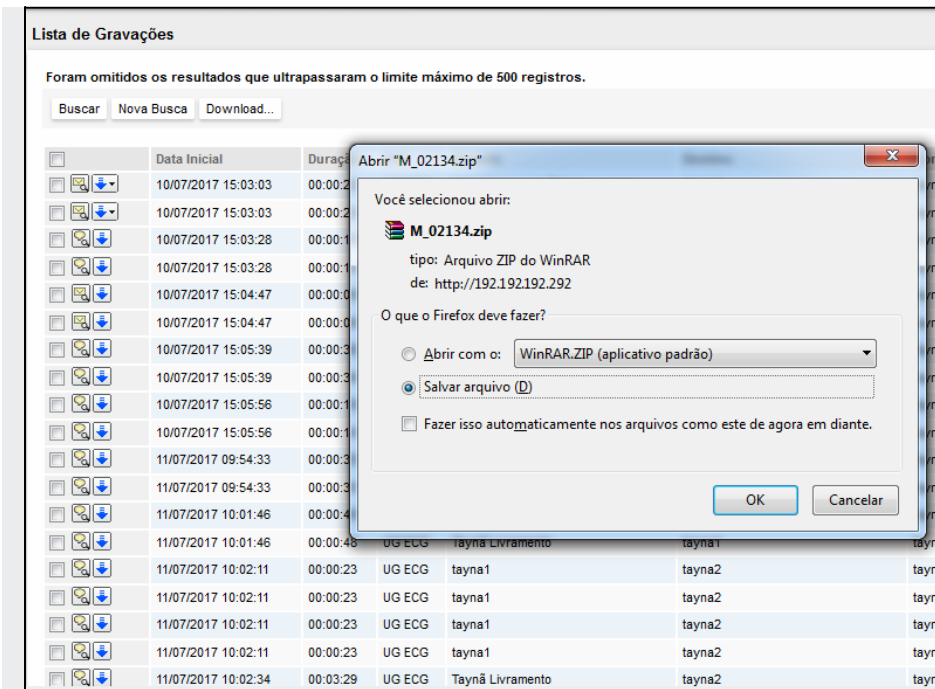 Lista de Gravações
Foram omitidos os resultados que ultrapassaram o limite máximo de 500 registros.
Buscar Nova Busca Download...
Data Inicial
10/07/2017 15:03:03
10/07/2017 15:03:03
10/07/2017 15:03:28
10/07/2017 15:03:28
10/07/2017 15:04:47
10/07/2017 15:04:47
10/07/2017 15:05:39
10/07/2017 15:05:39
10/07/2017 15:05:56
10/07/2017 15:05:56
11/07/2017 09:54:33
11/07/2017 09:54:33
11/07/2017 10:01:46
11/07/2017 10:01:46 00:00:48 UG ECG Taynã Livramento tayna1
11/07/2017 10:02:11 00:00:23 UG ECG tayna1 tayna2
11/07/2017 10:02:11 00:00:23 UG ECG tayna1 tayna2
11/07/2017 10:02:11 00:00:23 UG ECG tayna1 tayna2
11/07/2017 10:02:11 00:00:23 UG ECG tayna1 tayna2
11/07/2017 10:02:34 00:03:29 UG ECG Taynã Livramento tayna2
Abrir "M_02134.zip"
Você selecionou abrir:
M_02134.zip
tipo: Arquivo ZIP do WinRAR
de: http://192.192.192.292
O que o Firefox deve fazer?
Abrir com o: WinRAR.ZIP (aplicativo padrão)
Salvar arquivo (D)
Fazer isso automaticamente nos arquivos como este de agora em diante.
OK Cancelar